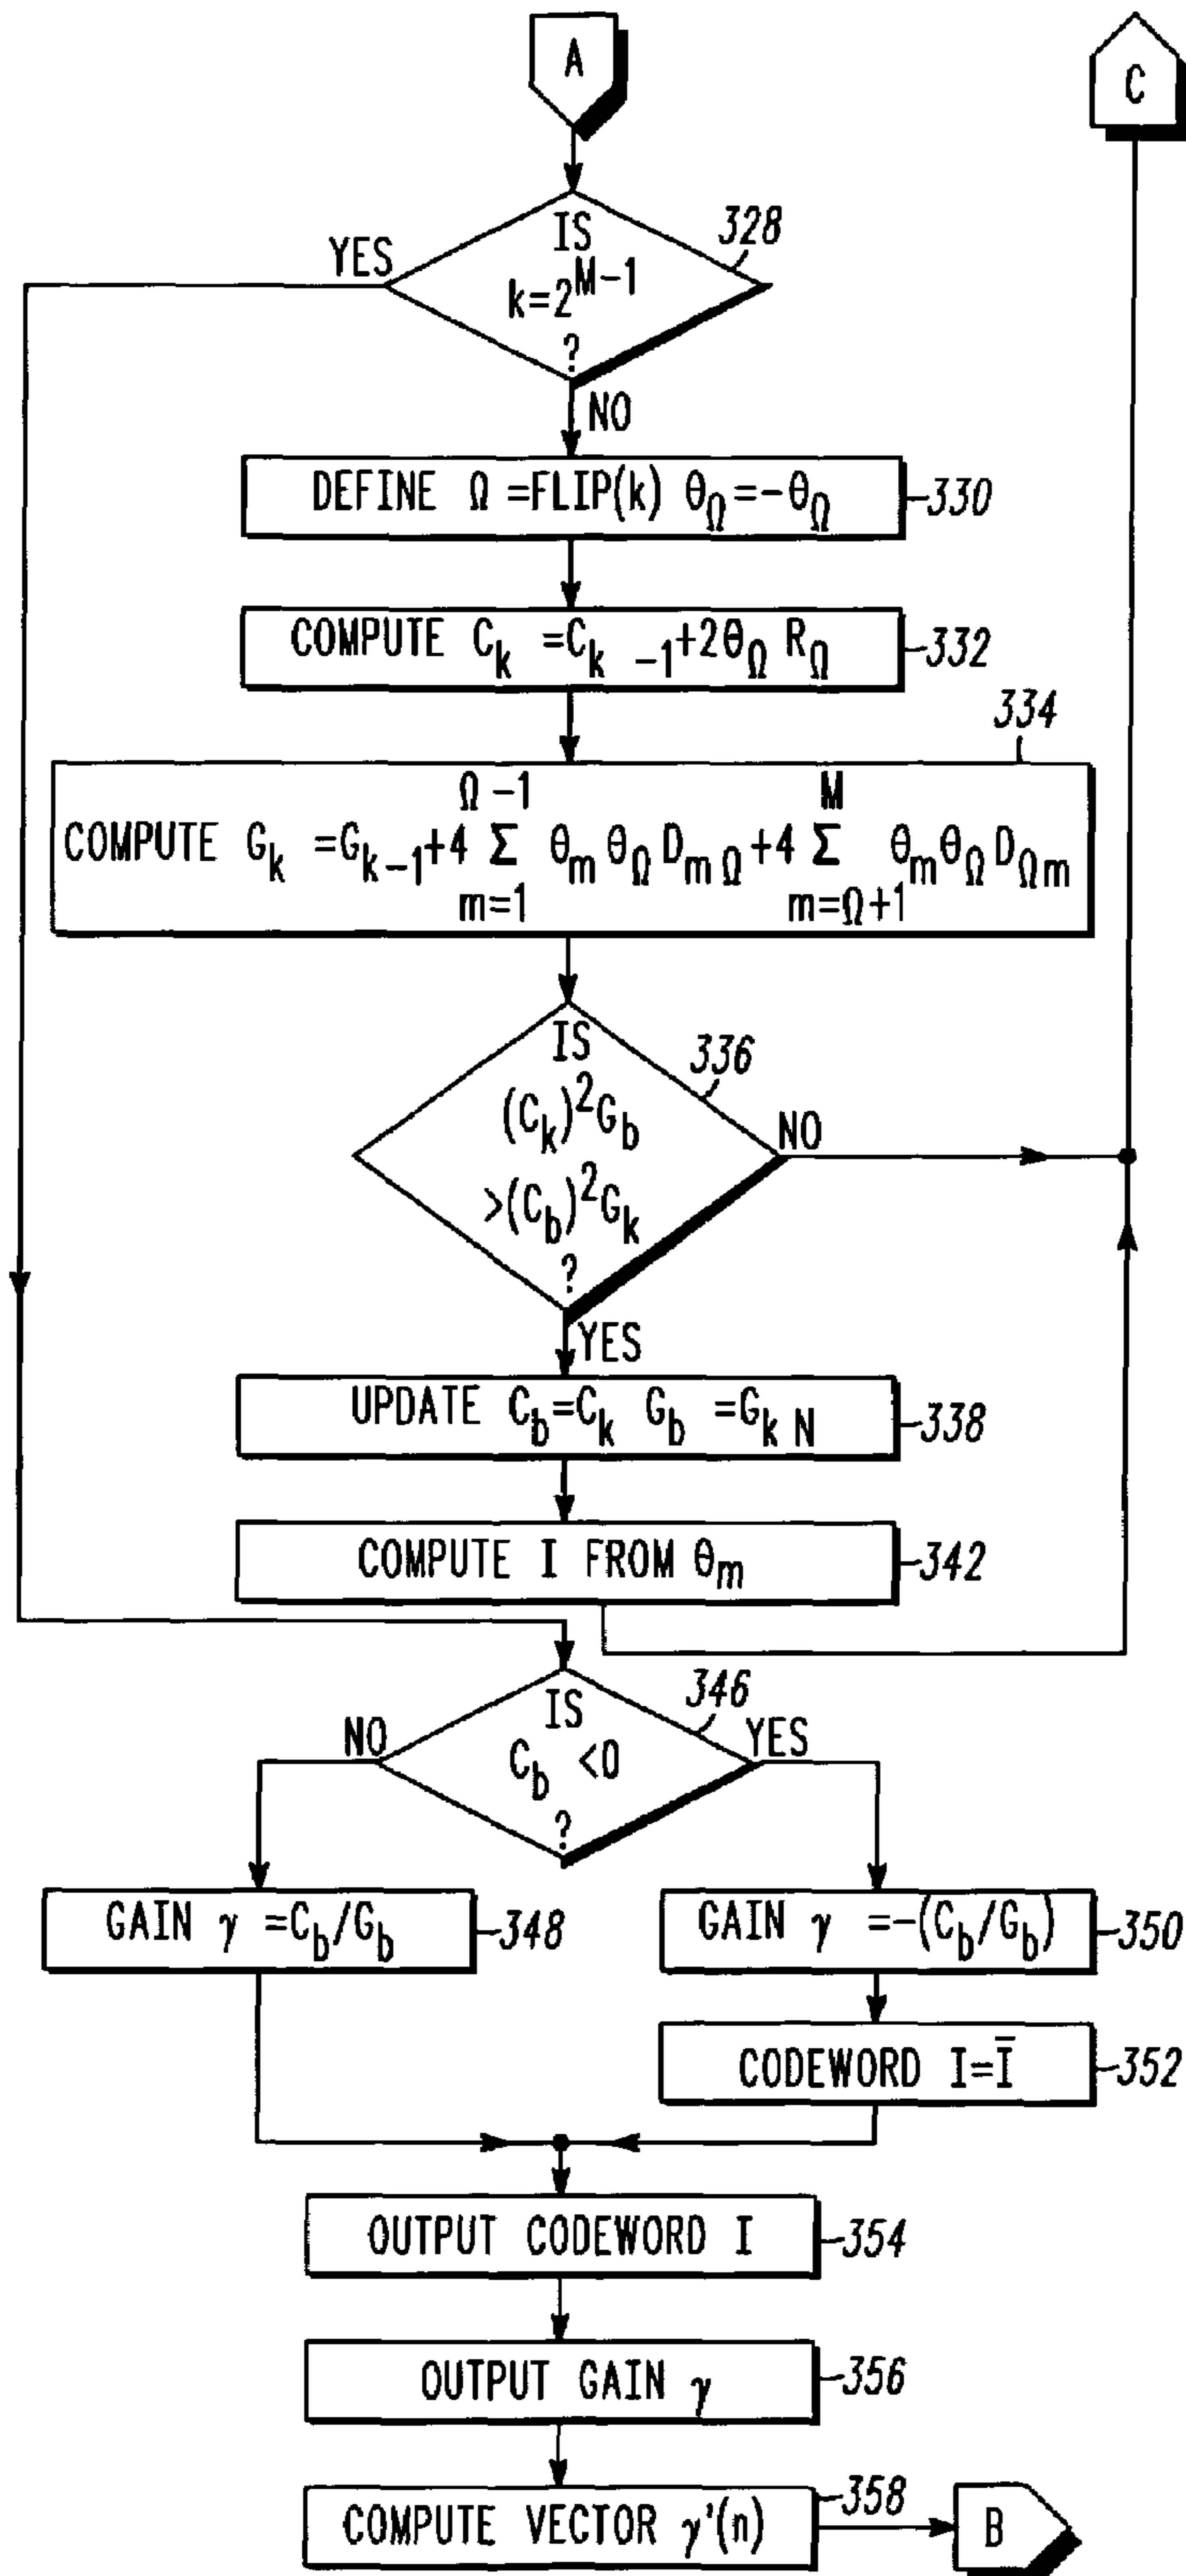 A
C
IS
k=2^M-1
?
328
YES
NO
DEFINE Ω =FLIP(k) θ_Ω=-θ_Ω
330
COMPUTE C_k =C_k -1+2θ_Ω R_Ω
332
334
COMPUTE G_k =G_k-1+4 Σ_{m=1}^{Ω-1} θ_m θ_Ω D_mΩ+4 Σ_{m=Ω+1}^{M} θ_mθ_Ω D_Ωm
IS
(C_k)^2G_b
>(C_b)^2G_k
?
336
NO
YES
UPDATE C_b=C_k G_b =G_k N
338
COMPUTE I FROM θ_m
342
IS
C_b <0
?
346
NO
YES
GAIN γ =C_b/G_b
348
GAIN γ =-(C_b/G_b)
350
CODEWORD I=Ī
352
OUTPUT CODEWORD I
354
OUTPUT GAIN γ
356
COMPUTE VECTOR γ'(n)
358
B